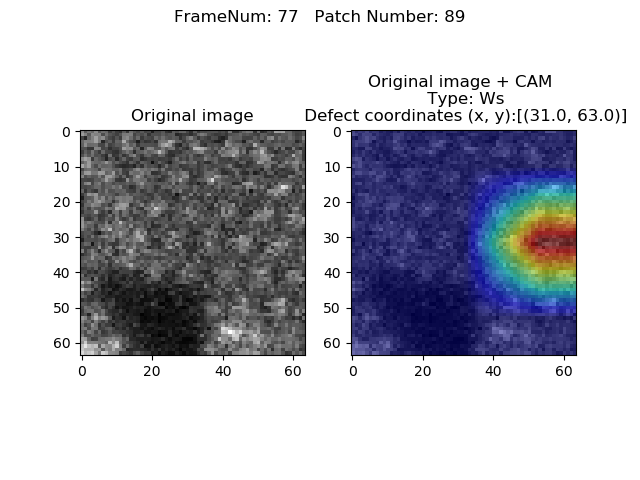 FrameNum: 77   Patch Number: 89
Original image
0
10
20
30
40
50
60
0 20 40 60
Original image + CAM
Type: Ws
Defect coordinates (x, y):[(31.0, 63.0)]
0
10
20
30
40
50
60
0 20 40 60